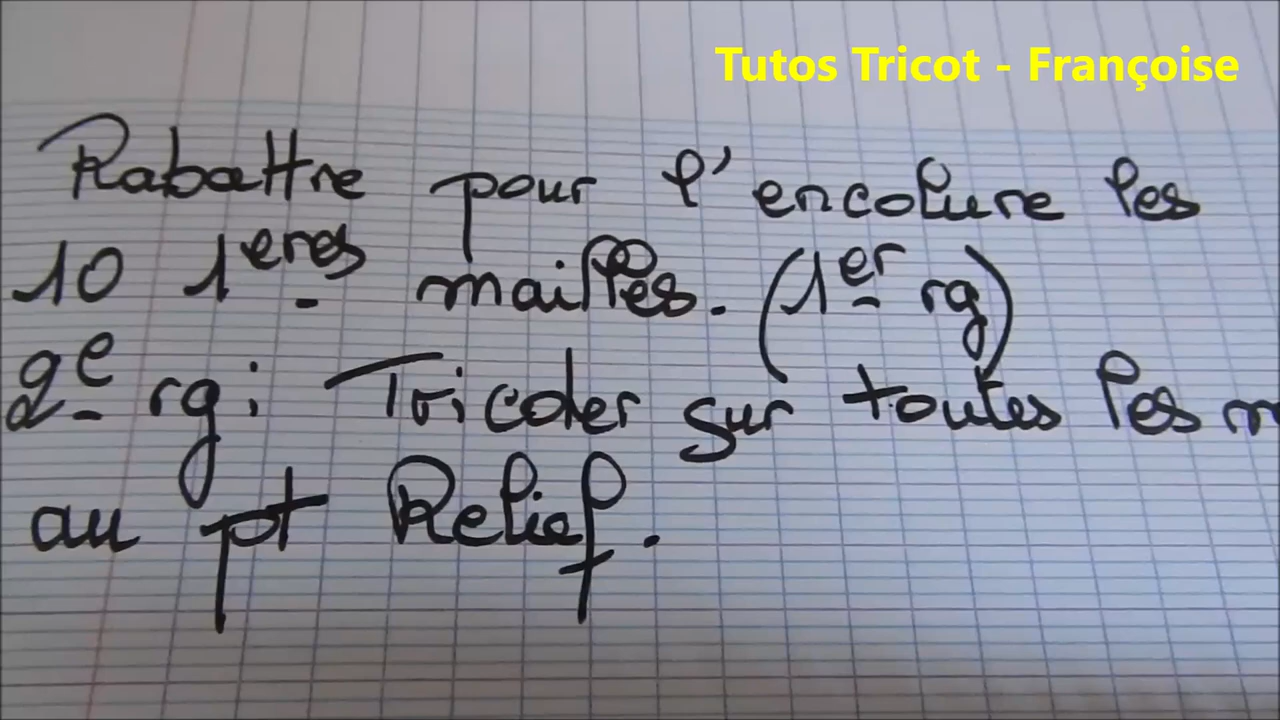 Tutos Tricot - Françoise
Rabattre pour l'encolure les
10 1eres mailles. (1er rg)
2e rg : Tricoter sur toutes les m
au pt Relief.